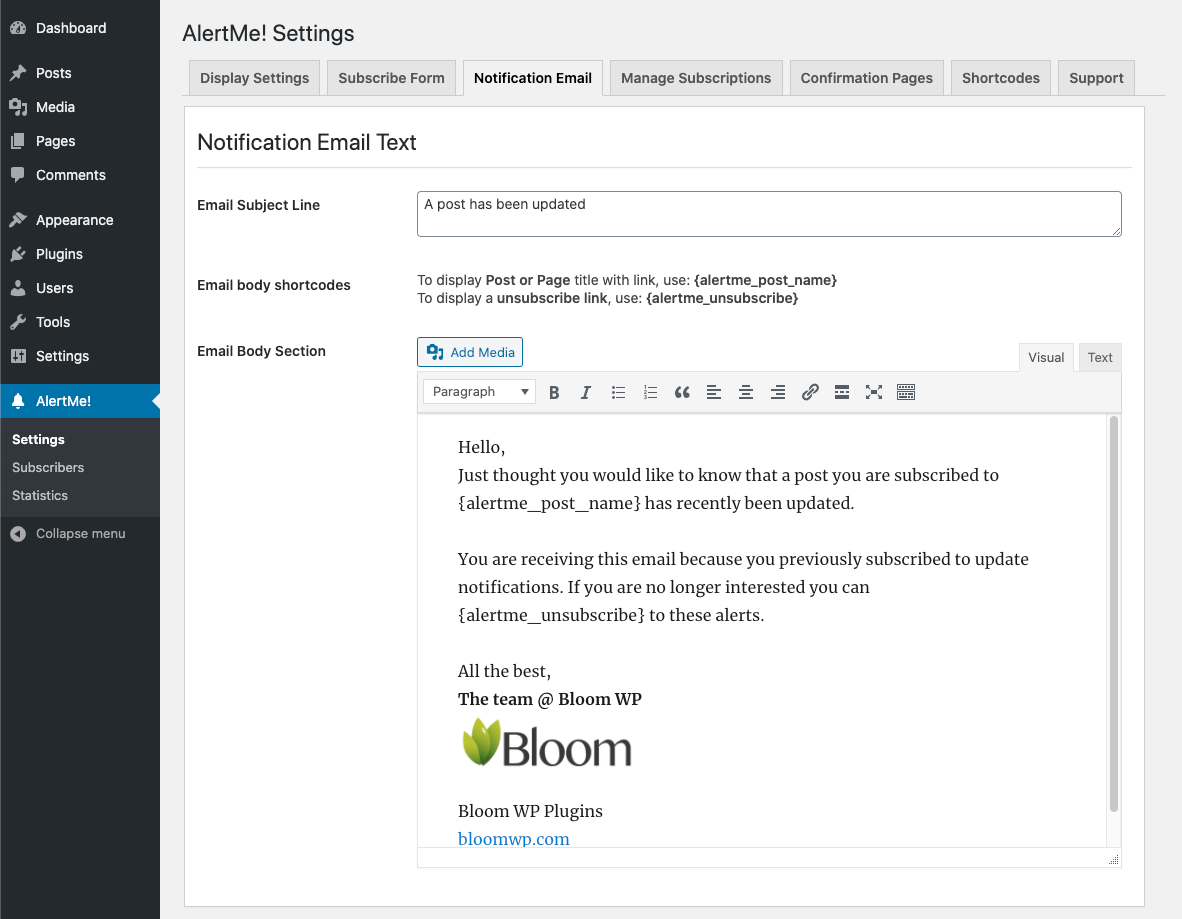 Dashboard
Posts
Media
Pages
Comments
Appearance
Plugins
Users
Tools
Settings
AlertMe!
Settings
Subscribers
Statistics
Collapse menu
AlertMe! Settings
Display Settings
Subscribe Form
Notification Email
Manage Subscriptions
Confirmation Pages
Shortcodes
Support
Notification Email Text
Email Subject Line
A post has been updated
Email body shortcodes
To display Post or Page title with link, use: {alertme_post_name}
To display a unsubscribe link, use: {alertme_unsubscribe}
Email Body Section
Add Media
Visual
Text
Paragraph
B
I
Hello,
Just thought you would like to know that a post you are subscribed to
{alertme_post_name} has recently been updated.
You are receiving this email because you previously subscribed to update
notifications. If you are no longer interested you can
{alertme_unsubscribe} to these alerts.
All the best,
The team @ Bloom WP
Bloom
Bloom WP Plugins
bloomwp.com